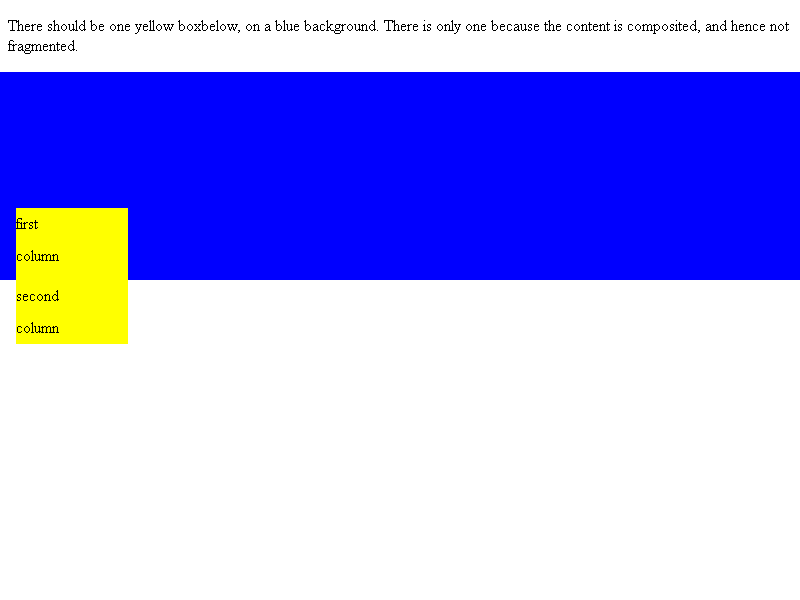 There should be one yellow boxbelow, on a blue background. There is only one because the content is composited, and hence not
fragmented.
first
column
second
column